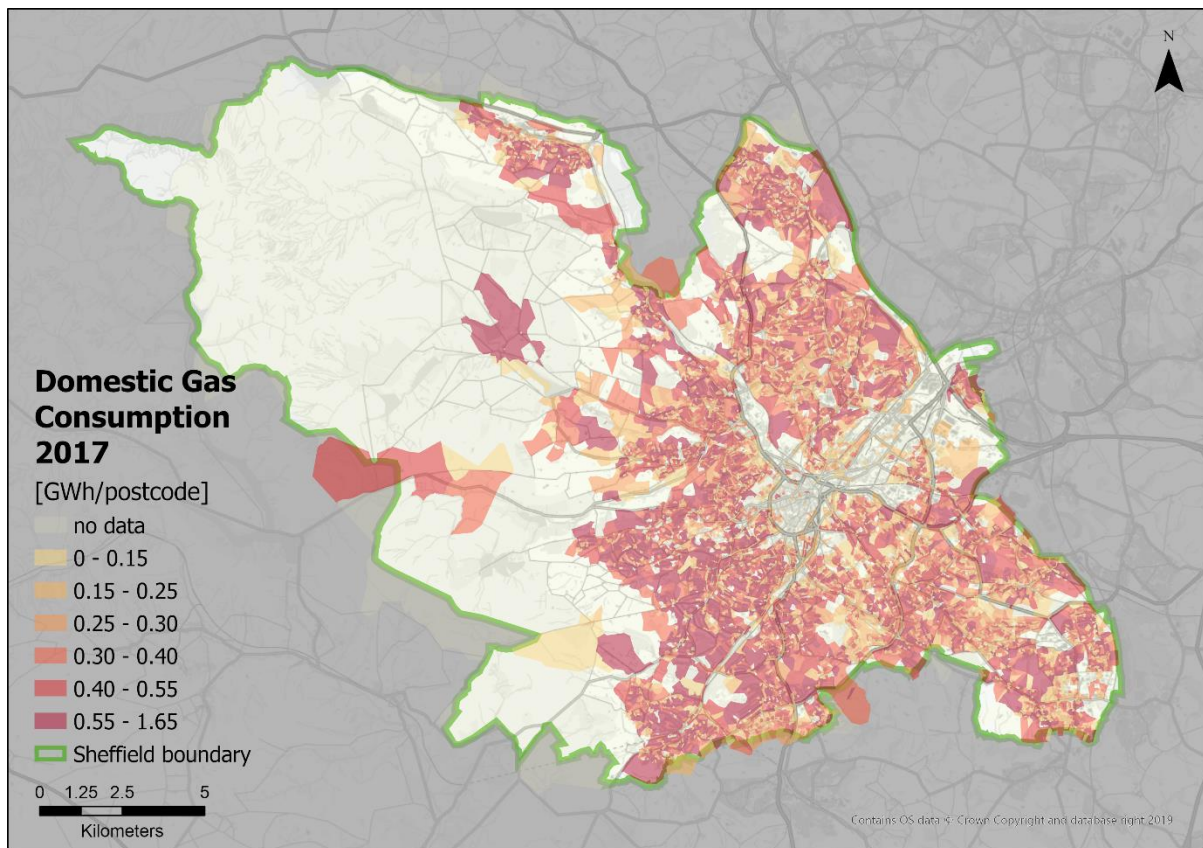 N
Domestic Gas
Consumption
2017
[GWh/postcode]
no data
0 - 0.15
0.15 - 0.25
0.25 - 0.30
0.30 - 0.40
0.40 - 0.55
0.55 - 1.65
Sheffield boundary
0 1.25 2.5 5
Kilometers
Contains OS data © Crown Copyright and database right 2019